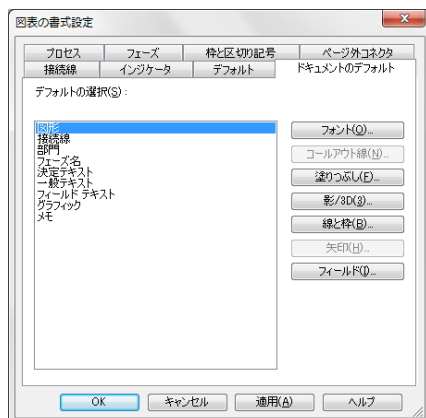 図表の書式設定
プロセス フェーズ 枠と区切り記号 ページ外コネクタ
接続線 インジケータ デフォルト ドキュメントのデフォルト
デフォルトの選択(S) :
図形
接続線
部門
フェーズ名
決定テキスト
一般テキスト
フィールド テキスト
グラフィック
メモ
フォント(O)...
コールアウト線(N)...
塗りつぶし(F)...
影/3D(3)...
線と枠(B)...
矢印(H)...
フィールド(I)...
OK キャンセル 適用(A) ヘルプ